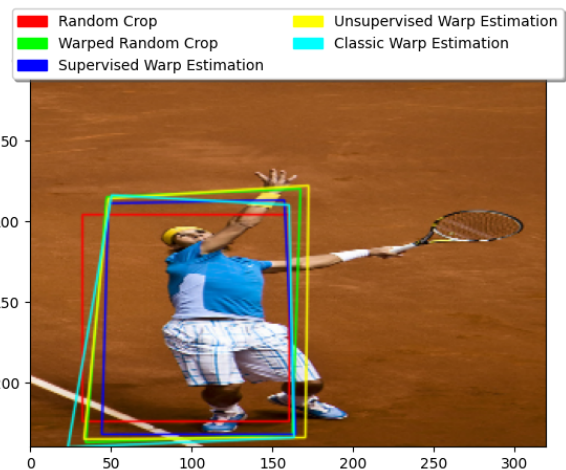 Random Crop
Unsupervised Warp Estimation
Warped Random Crop
Classic Warp Estimation
Supervised Warp Estimation
50
00
50
00
0 50 100 150 200 250 300